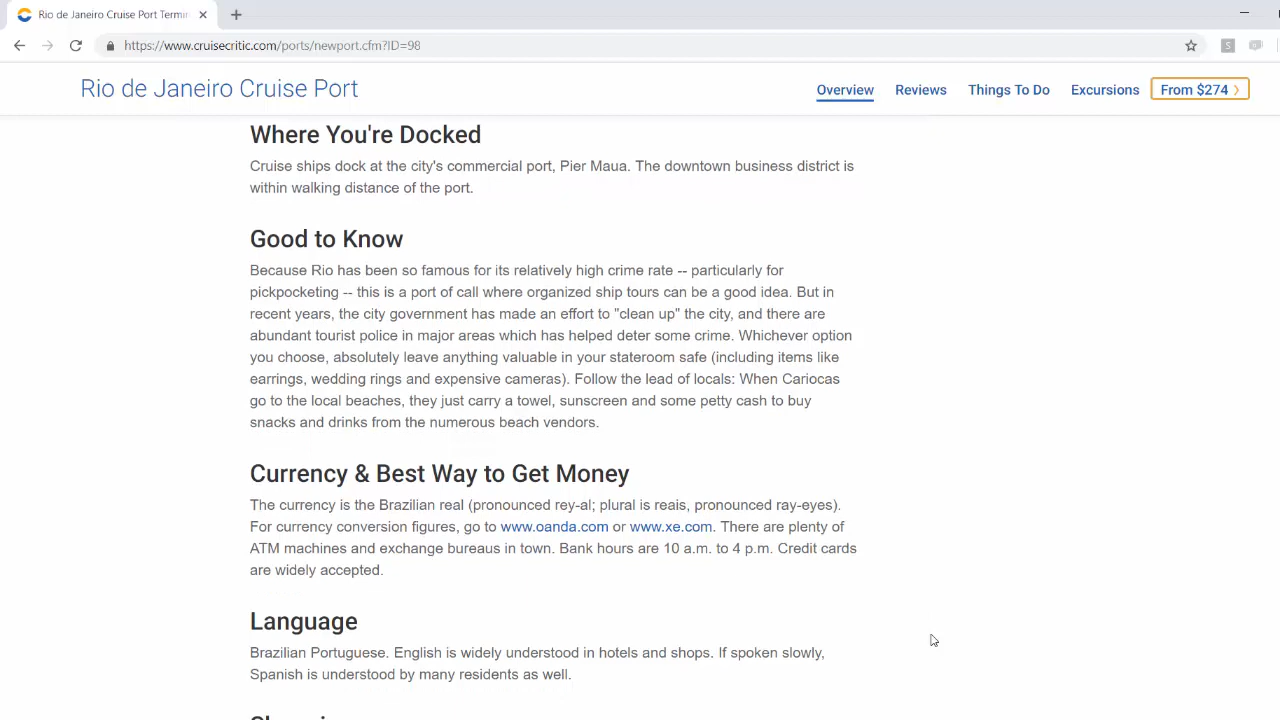 Rio de Janeiro Cruise Port Termin
https://www.cruisecritic.com/ports/newport.cfm?ID=98
S
Rio de Janeiro Cruise Port
Overview
Reviews
Things To Do
Excursions
From $274
Where You're Docked
Cruise ships dock at the city's commercial port, Pier Maua. The downtown business district is
within walking distance of the port.
Good to Know
Because Rio has been so famous for its relatively high crime rate -- particularly for
pickpocketing -- this is a port of call where organized ship tours can be a good idea. But in
recent years, the city government has made an effort to "clean up" the city, and there are
abundant tourist police in major areas which has helped deter some crime. Whichever option
you choose, absolutely leave anything valuable in your stateroom safe (including items like
earrings, wedding rings and expensive cameras). Follow the lead of locals: When Cariocas
go to the local beaches, they just carry a towel, sunscreen and some petty cash to buy
snacks and drinks from the numerous beach vendors.
Currency & Best Way to Get Money
The currency is the Brazilian real (pronounced rey-al; plural is reais, pronounced ray-eyes).
For currency conversion figures, go to www.oanda.com or www.xe.com. There are plenty of
ATM machines and exchange bureaus in town. Bank hours are 10 a.m. to 4 p.m. Credit cards
are widely accepted.
Language
Brazilian Portuguese. English is widely understood in hotels and shops. If spoken slowly,
Spanish is understood by many residents as well.